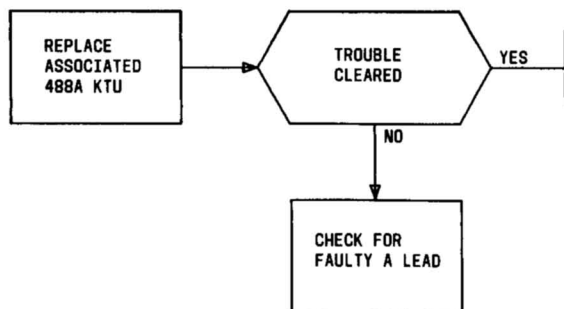 REPLACE
ASSOCIATED
488A KTU
TROUBLE
CLEARED
YES
NO
CHECK FOR
FAULTY A LEAD